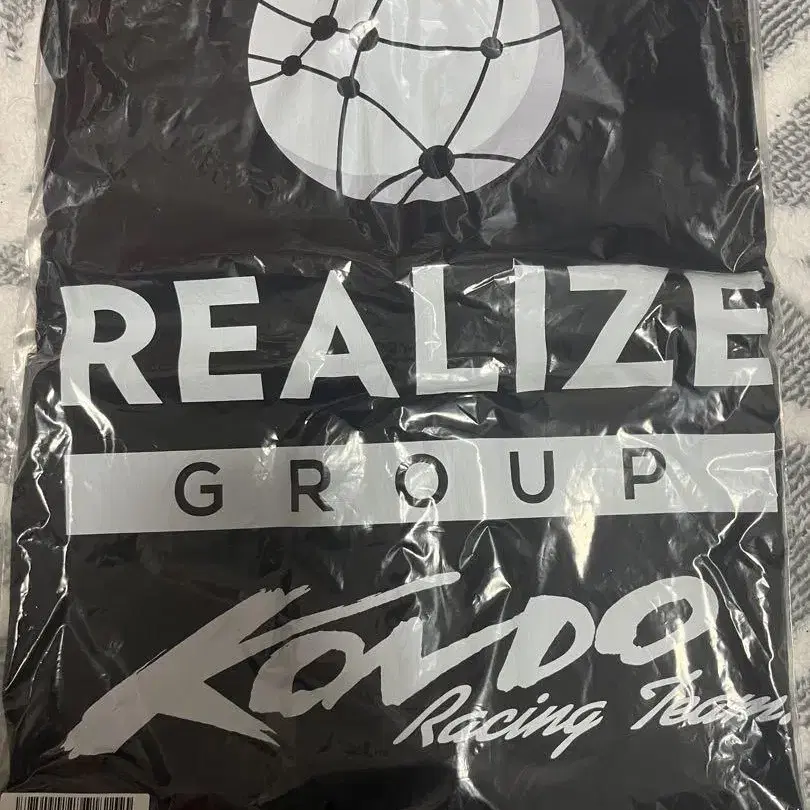 REALIZE
GROUP
KONDO
Racing Team